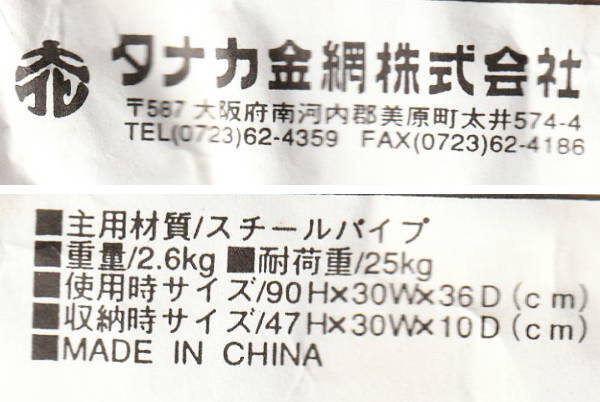 タナカ金網株式会社
〒587 大阪府南河内郡美原町太井574-4
TEL(0723)62-4359 FAX(0723)62-4186
■主用材質/スチールパイプ
■重量/2.6kg ■耐荷重/25kg
■使用時サイズ/90H×30W×36D(cm)
■収納時サイズ/47H×30W×10D(cm)
■MADE IN CHINA